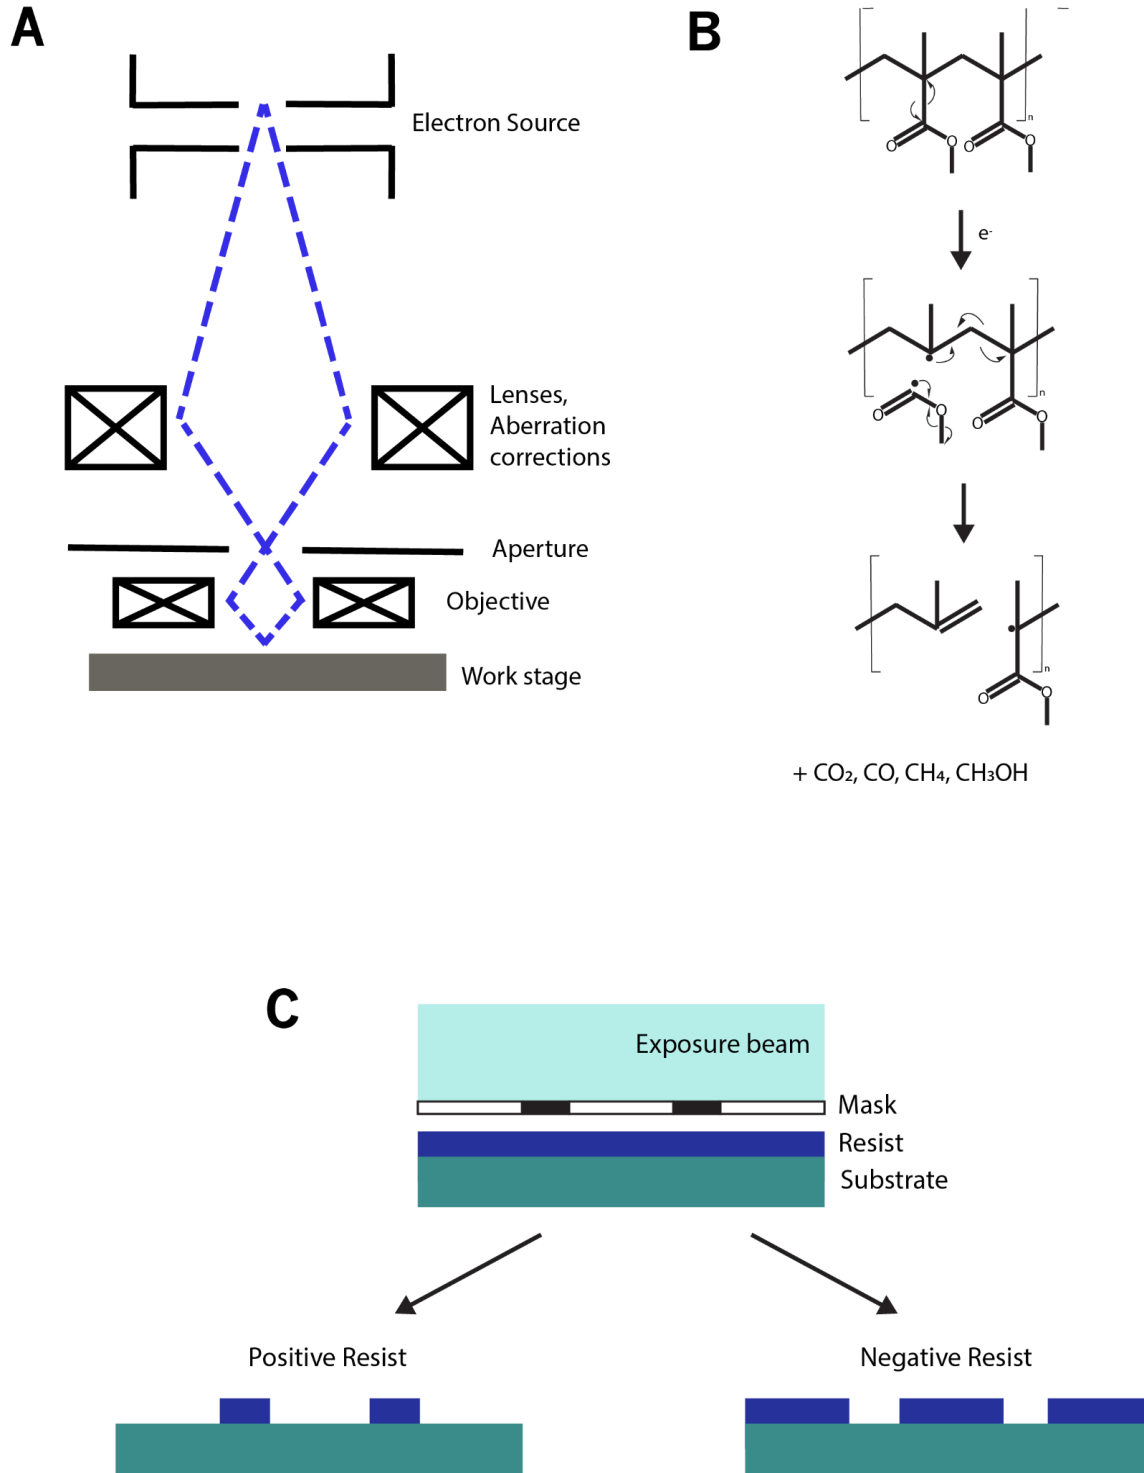 A
Electron Source
Lenses,
Aberration
corrections
Aperture
Objective
Work stage
B
n
O
O
O
O
e-
n
O
O
O
O
n
O
O
+ CO₂, CO, CH₄, CH₃OH
C
Exposure beam
Mask
Resist
Substrate
Positive Resist
Negative Resist